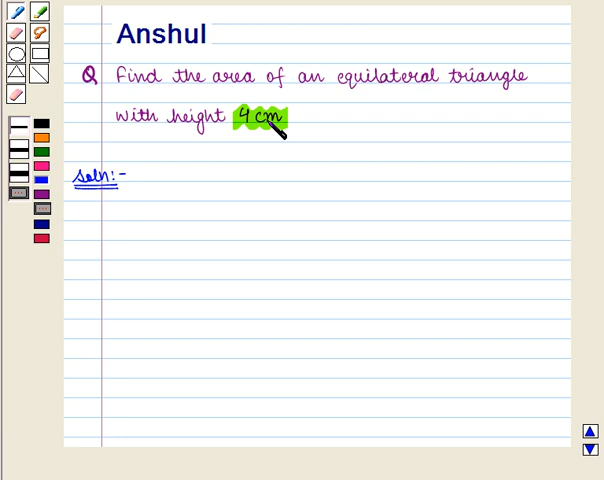 Anshul
Q Find the area of an equilateral triangle
with height 4 cm
Soln:-